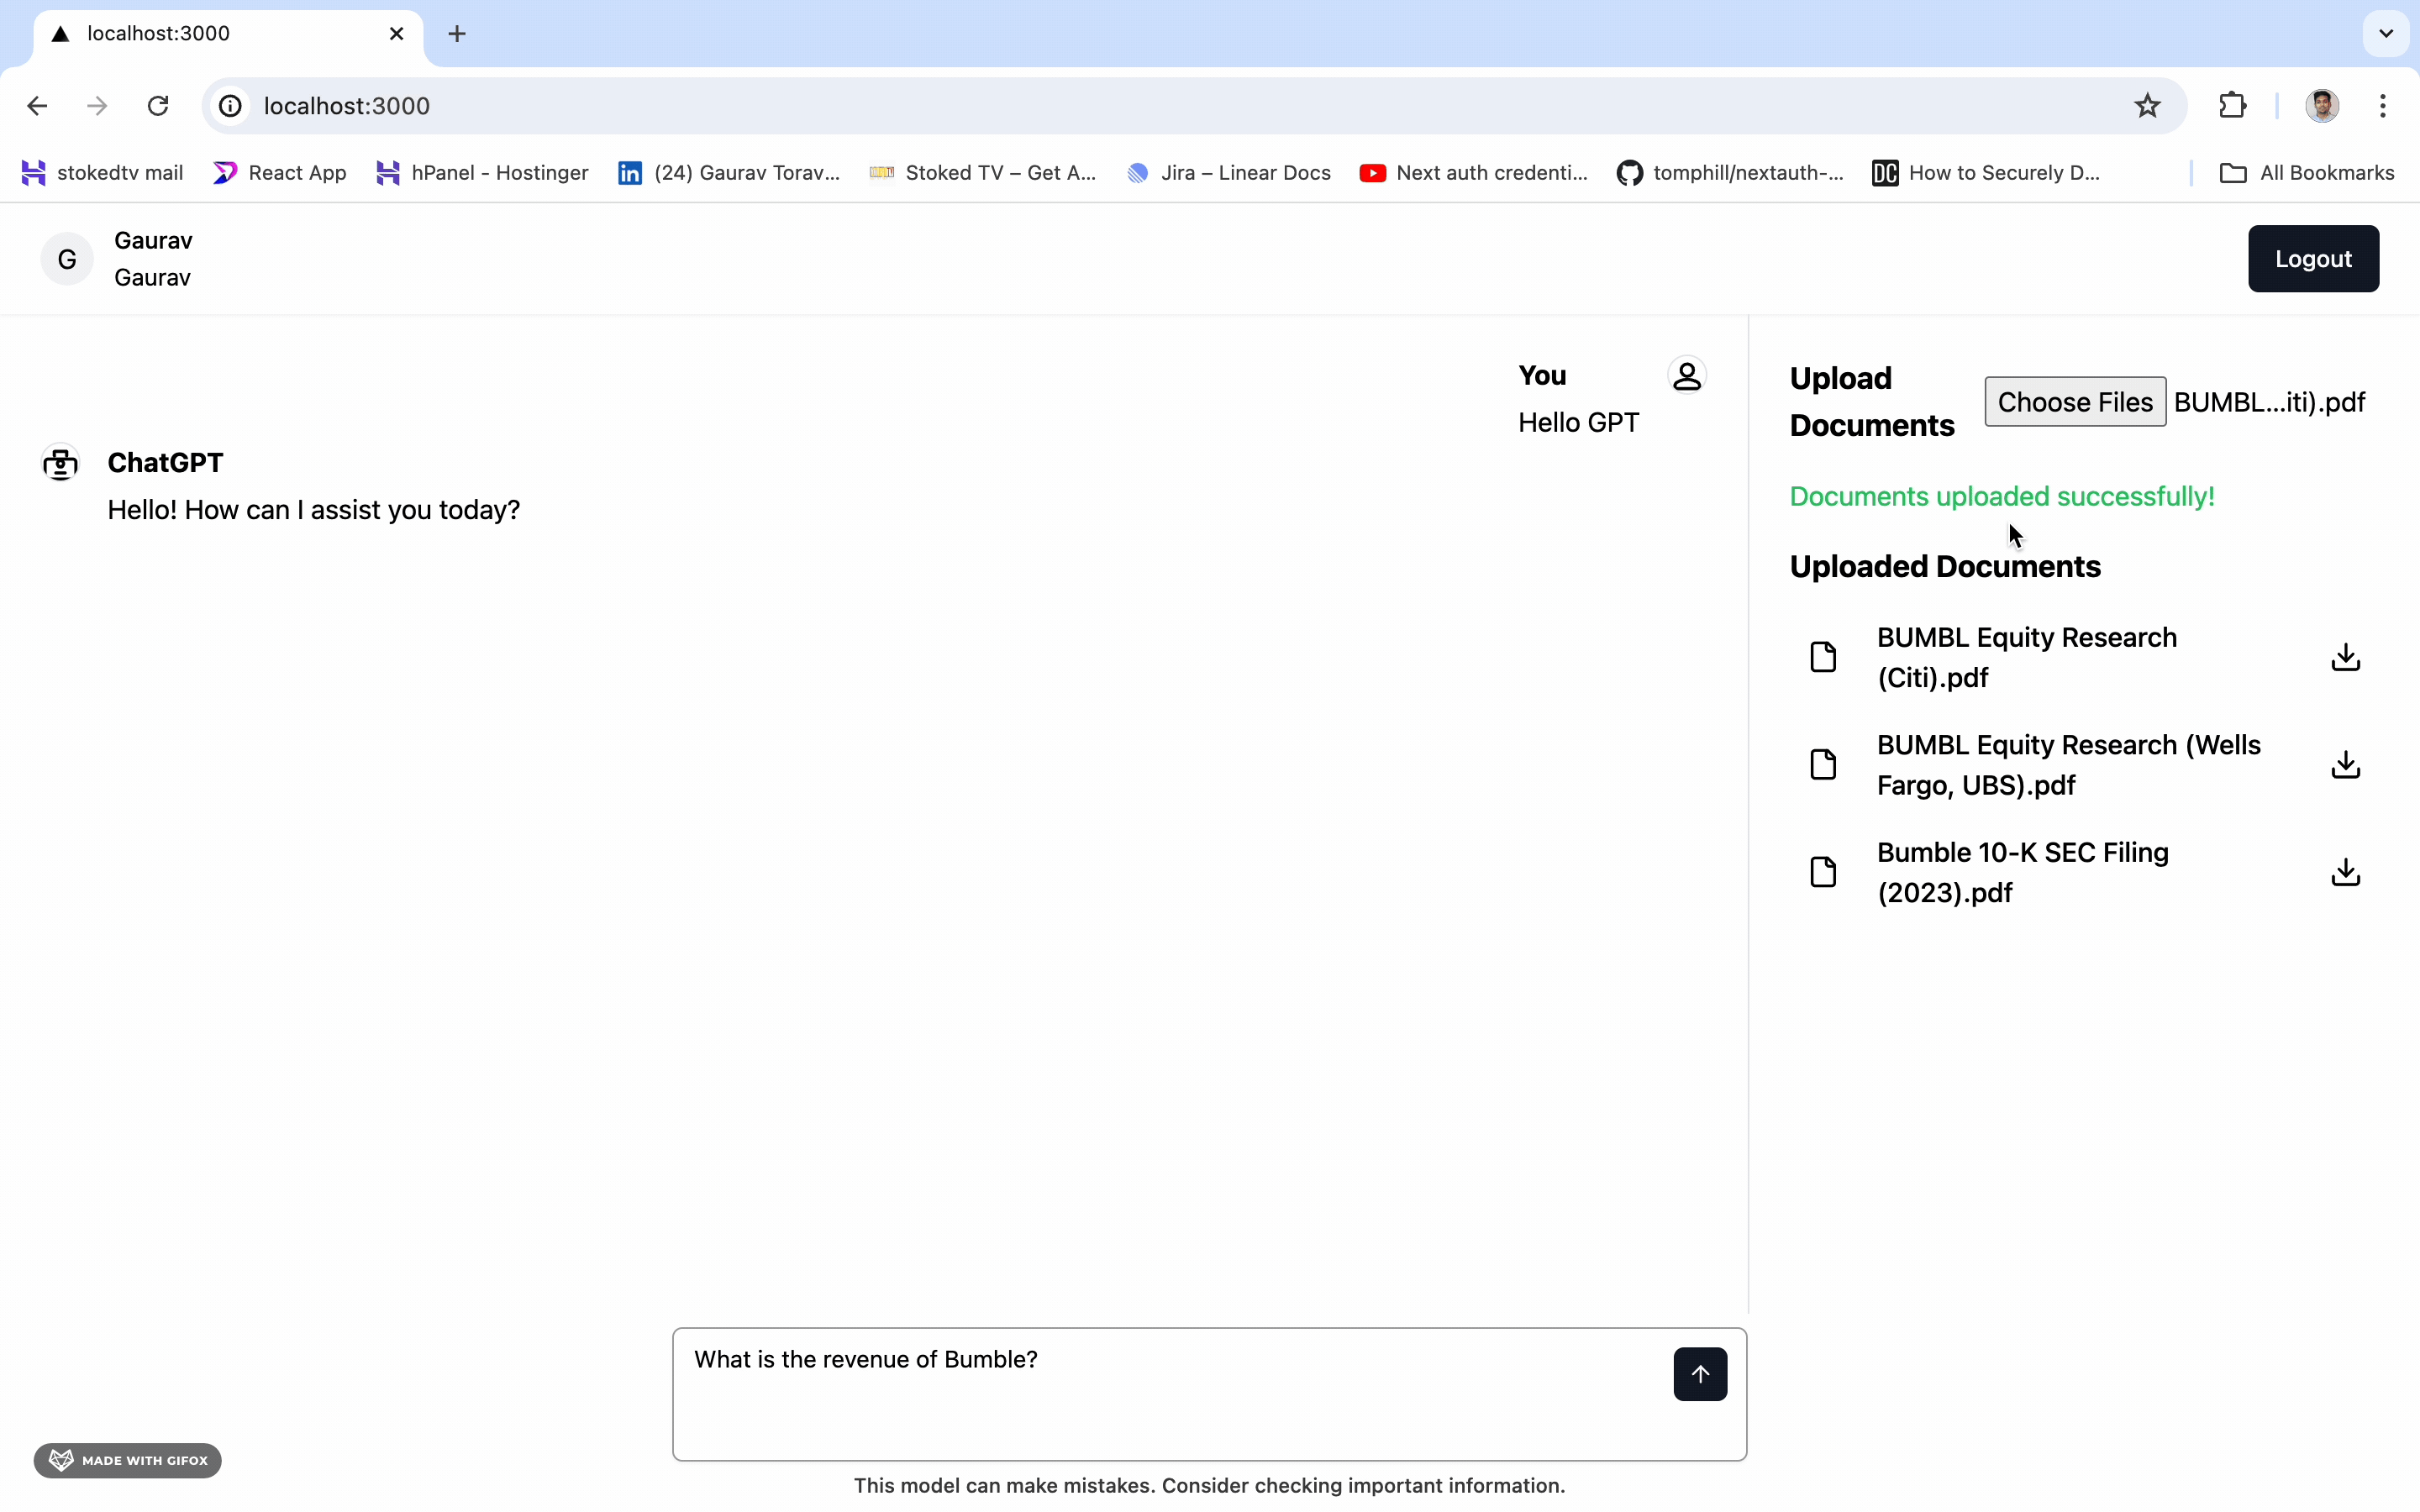 localhost:3000
localhost:3000
stokedtv mail
React App
hPanel - Hostinger
(24) Gaurav Torav...
Stoked TV – Get A...
Jira – Linear Docs
Next auth credenti...
tomphill/nextauth-...
DC How to Securely D...
All Bookmarks
G
Gaurav
Gaurav
Logout
You
Hello GPT
ChatGPT
Hello! How can I assist you today?
Upload
Documents
Choose Files BUMBL...iti).pdf
Documents uploaded successfully!
Uploaded Documents
BUMBL Equity Research
(Citi).pdf
BUMBL Equity Research (Wells
Fargo, UBS).pdf
Bumble 10-K SEC Filing
(2023).pdf
What is the revenue of Bumble?
MADE WITH GIFOX
This model can make mistakes. Consider checking important information.